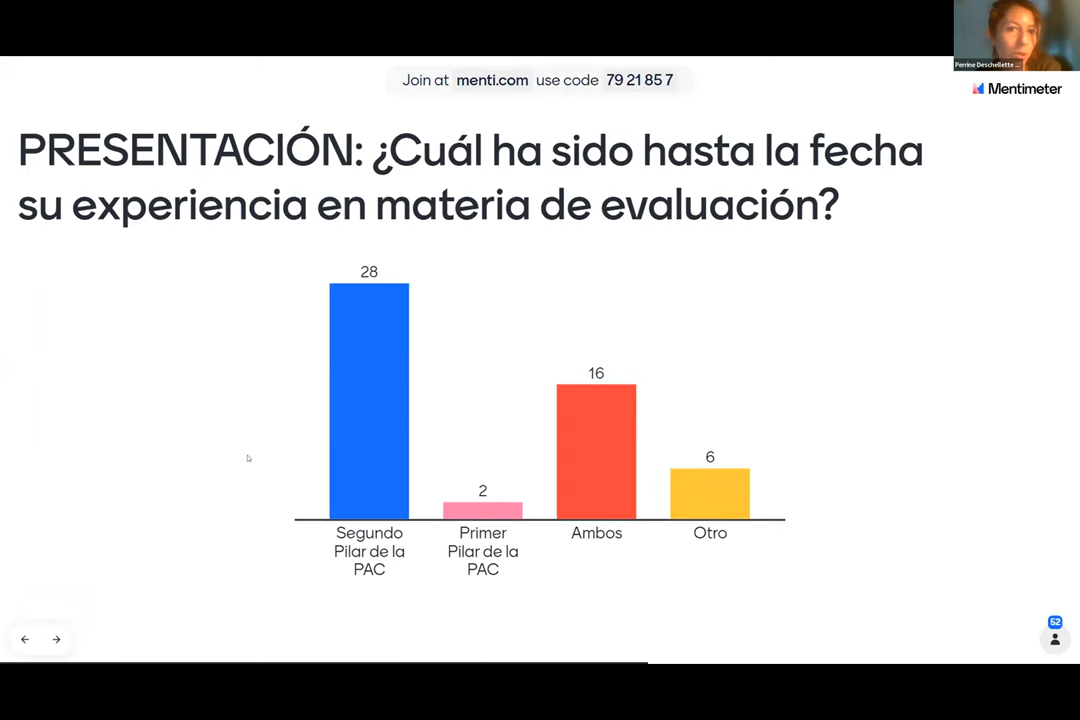 Perrine Deschellette ...
Join at menti.com use code 79 21 85 7
Mentimeter
PRESENTACIÓN: ¿Cuál ha sido hasta la fecha
su experiencia en materia de evaluación?
28
2
16
6
Segundo
Pilar de la
PAC
Primer
Pilar de la
PAC
Ambos
Otro
52